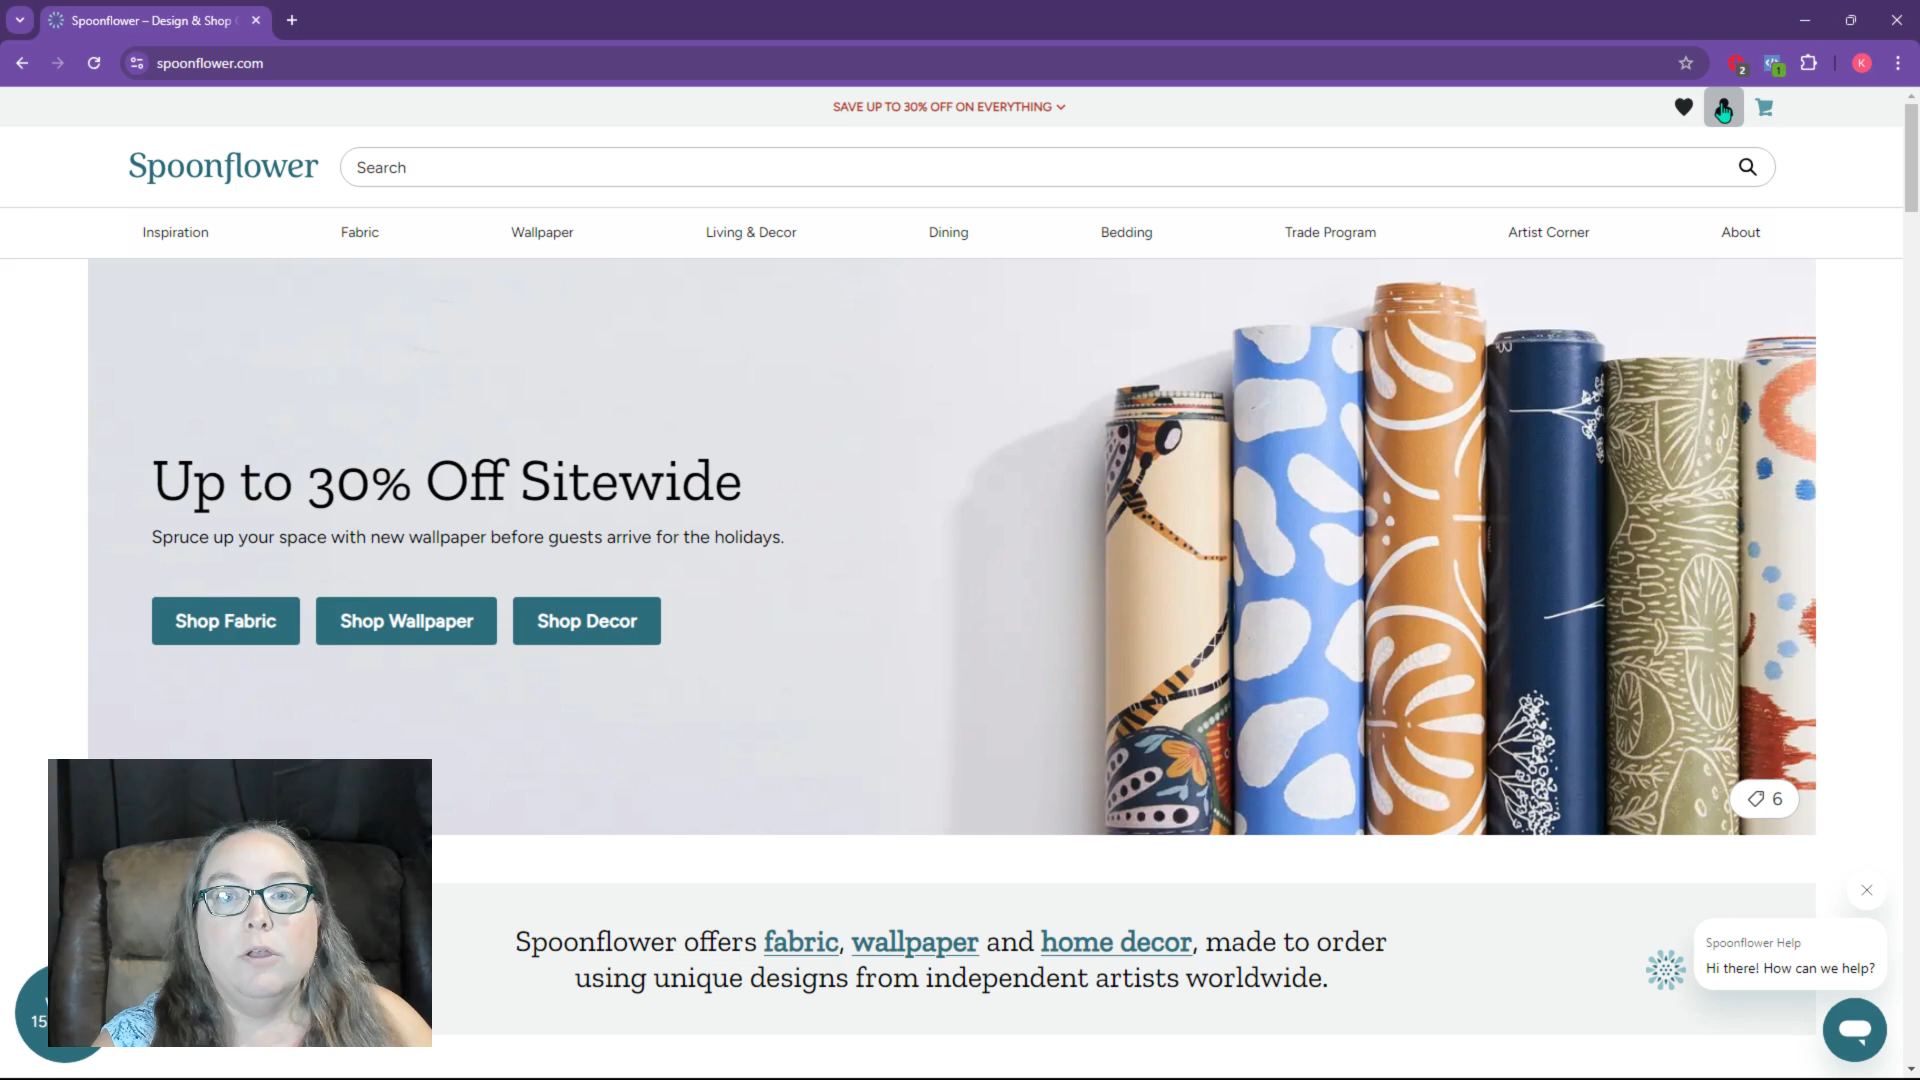 Spoonflower – Design & Shop
spoonflower.com
2
1
K
SAVE UP TO 30% OFF ON EVERYTHING
Spoonflower
Search
Inspiration
Fabric
Wallpaper
Living & Decor
Dining
Bedding
Trade Program
Artist Corner
About
Up to 30% Off Sitewide
Spruce up your space with new wallpaper before guests arrive for the holidays.
Shop Fabric
Shop Wallpaper
Shop Decor
6
Spoonflower offers fabric, wallpaper and home decor, made to order
using unique designs from independent artists worldwide.
Spoonflower Help
Hi there! How can we help?